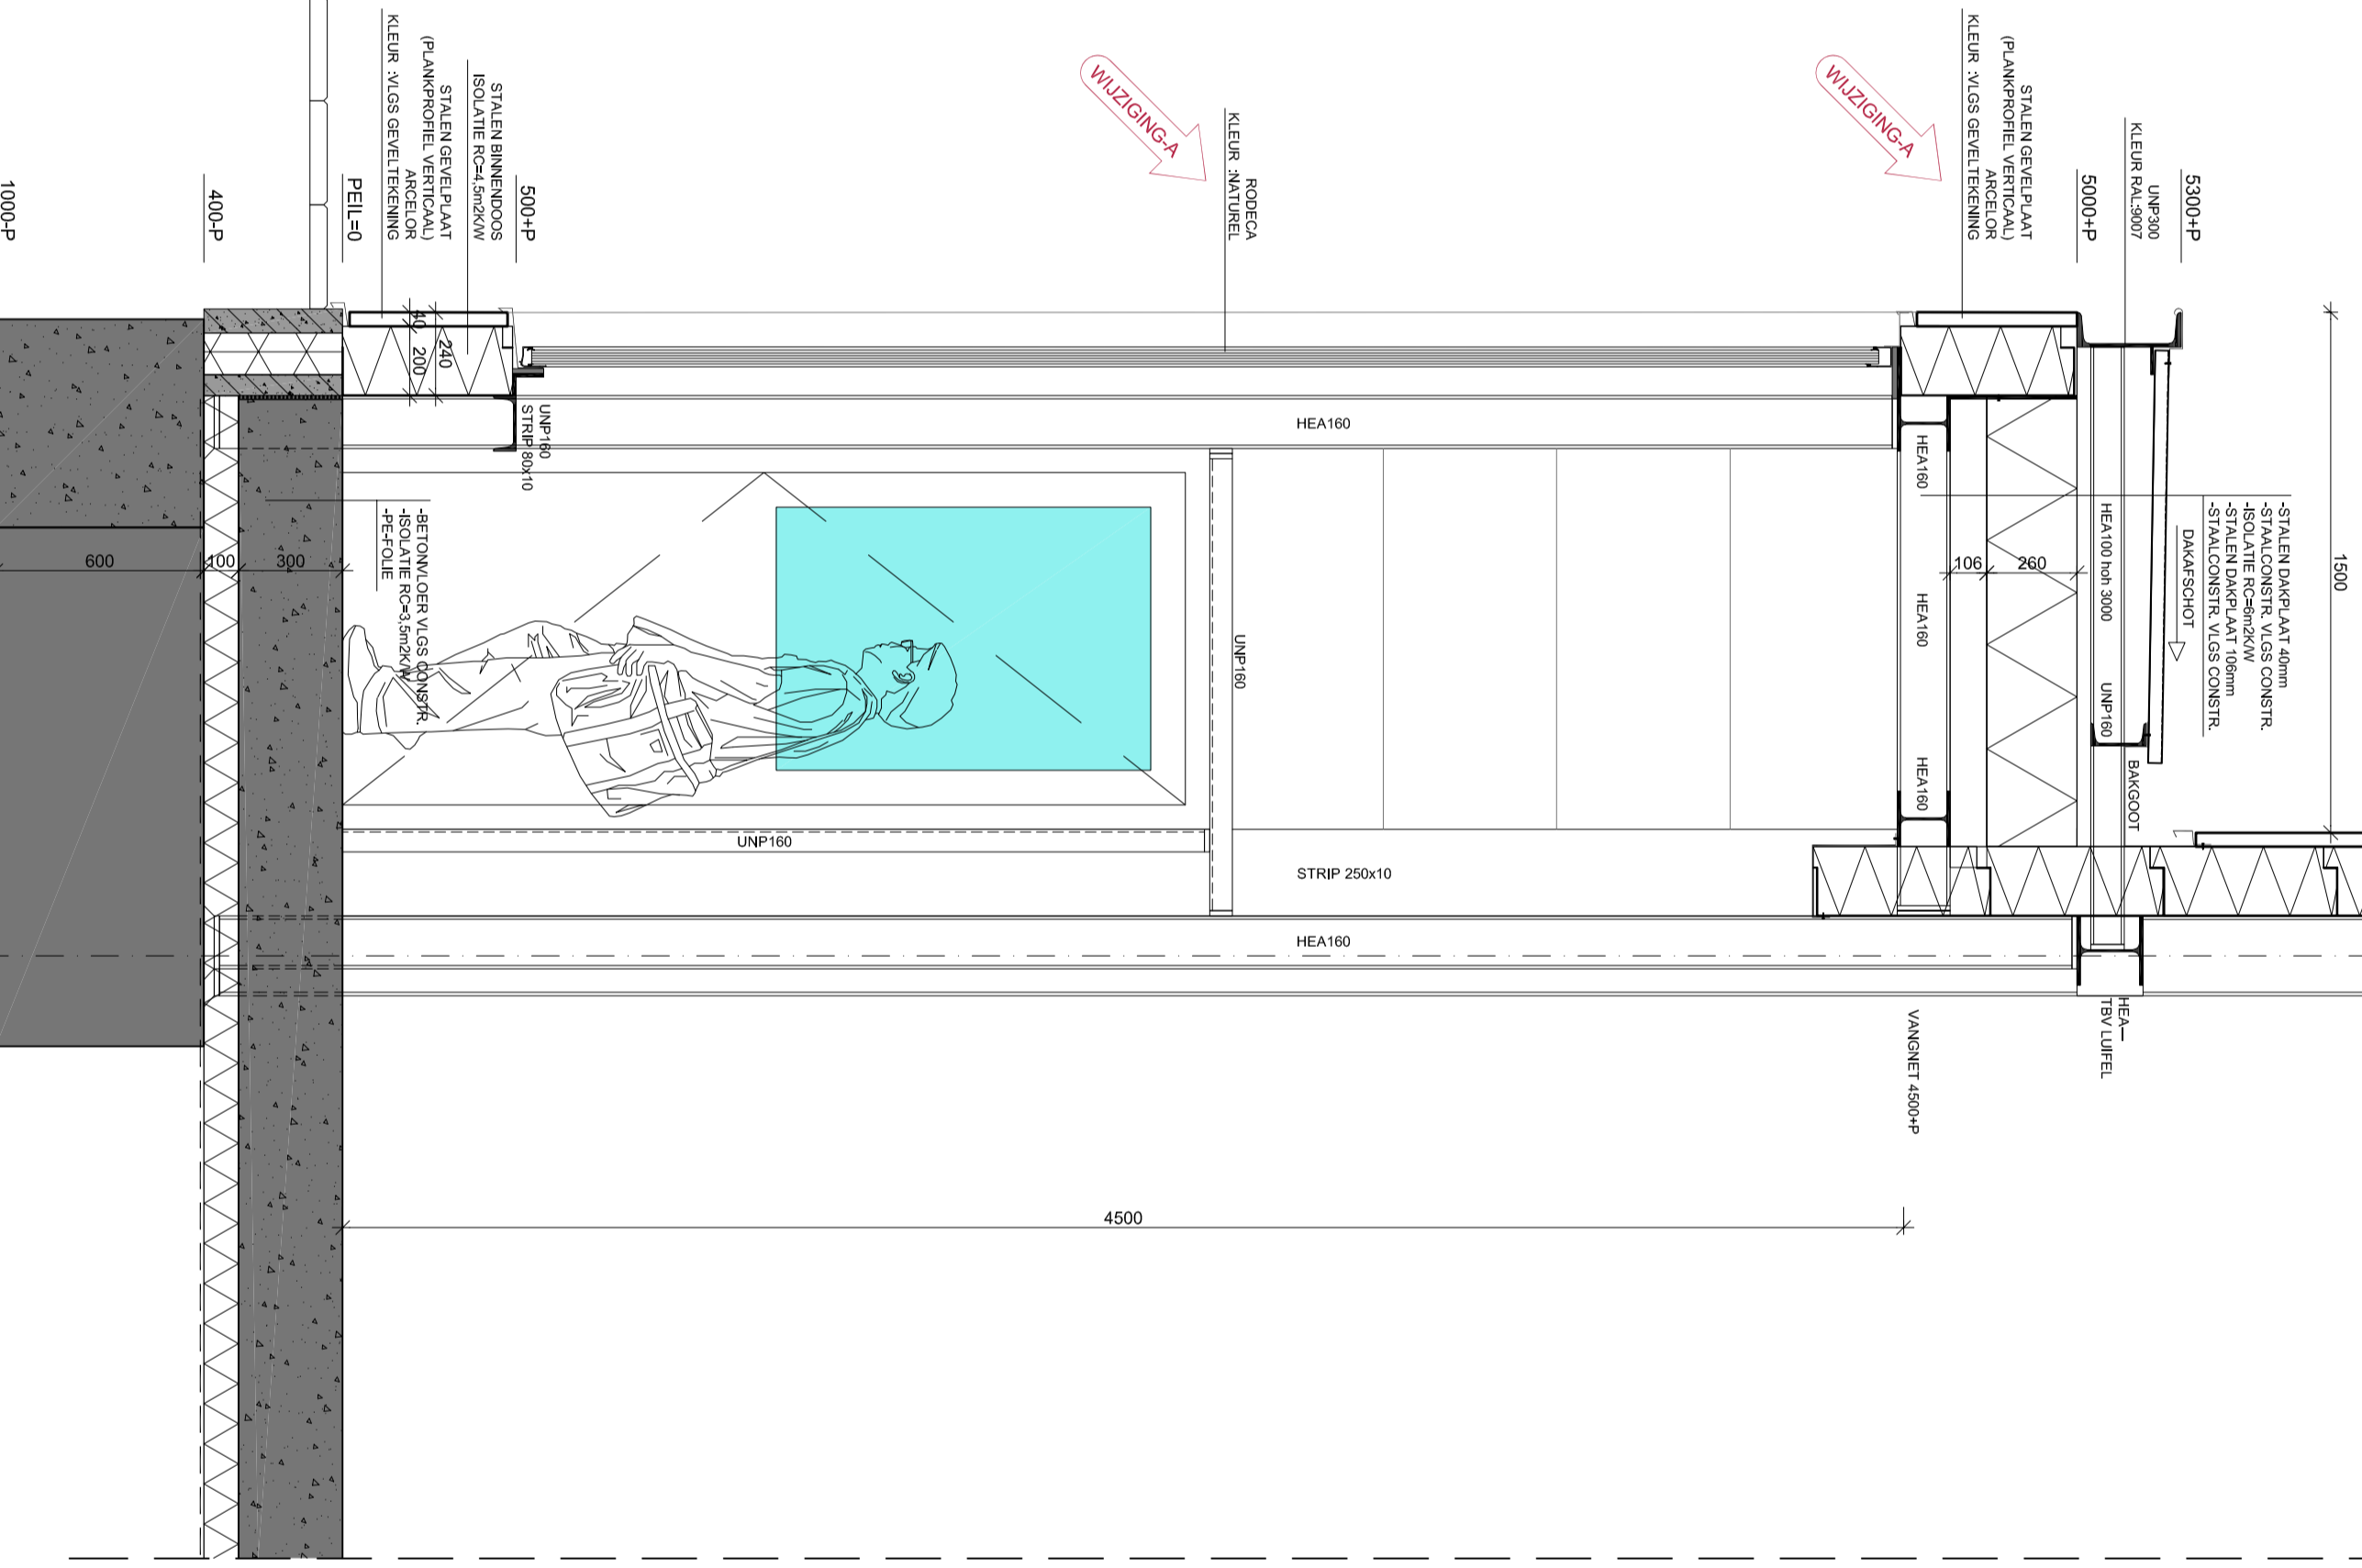 5300+P
UNP300
KLEUR RAL:9007
5000+P
STALEN GEVELPLAAT
(PLANKPROFIEL VERTICAAL)
ARCELOR
KLEUR :VLGS GEVELTEKENING
WIJZIGING-A
RODECA
KLEUR :NATUREL
WIJZIGING-A
500+P
STALEN BINNENDOOS
ISOLATIE RC=4,5m2K/W
STALEN GEVELPLAAT
(PLANKPROFIEL VERTICAAL)
ARCELOR
KLEUR :VLGS GEVELTEKENING
PEIL=0
400-P
1000-P
1500
-STALEN DAKPLAAT 40mm
-STAALCONSTR. VLGS CONSTR.
-ISOLATIE RC=6m2K/W
-STALEN DAKPLAAT 106mm
-STAALCONSTR. VLGS CONSTR.
DAKAFSCHOT
HEA100 hoh 3000
UNP160
BAKGOOT
260
106
HEA160
HEA160
HEA160
HEA160
UNP160
STRIP 80x10
240
40
200
UNP160
UNP160
STRIP 250x10
HEA160
-BETONVLOER VLGS CONSTR.
-ISOLATIE RC=3,5m2K/W
-PE-FOLIE
300
100
600
HEA—
TBV LUIFEL
VANGNET 4500+P
4500